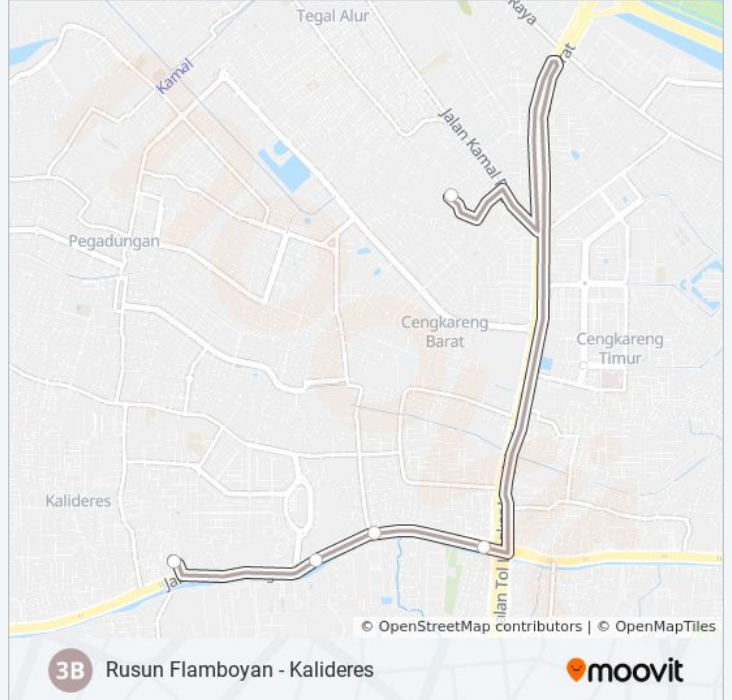 Tegal Alur
Raya
Kamal
Jalan Kamal
Pegadungan
Cengkareng
Barat
Cengkareng
Timur
Kalideres
© OpenStreetMap contributors | © OpenMapTiles
3B Rusun Flamboyan - Kalideres
moovit